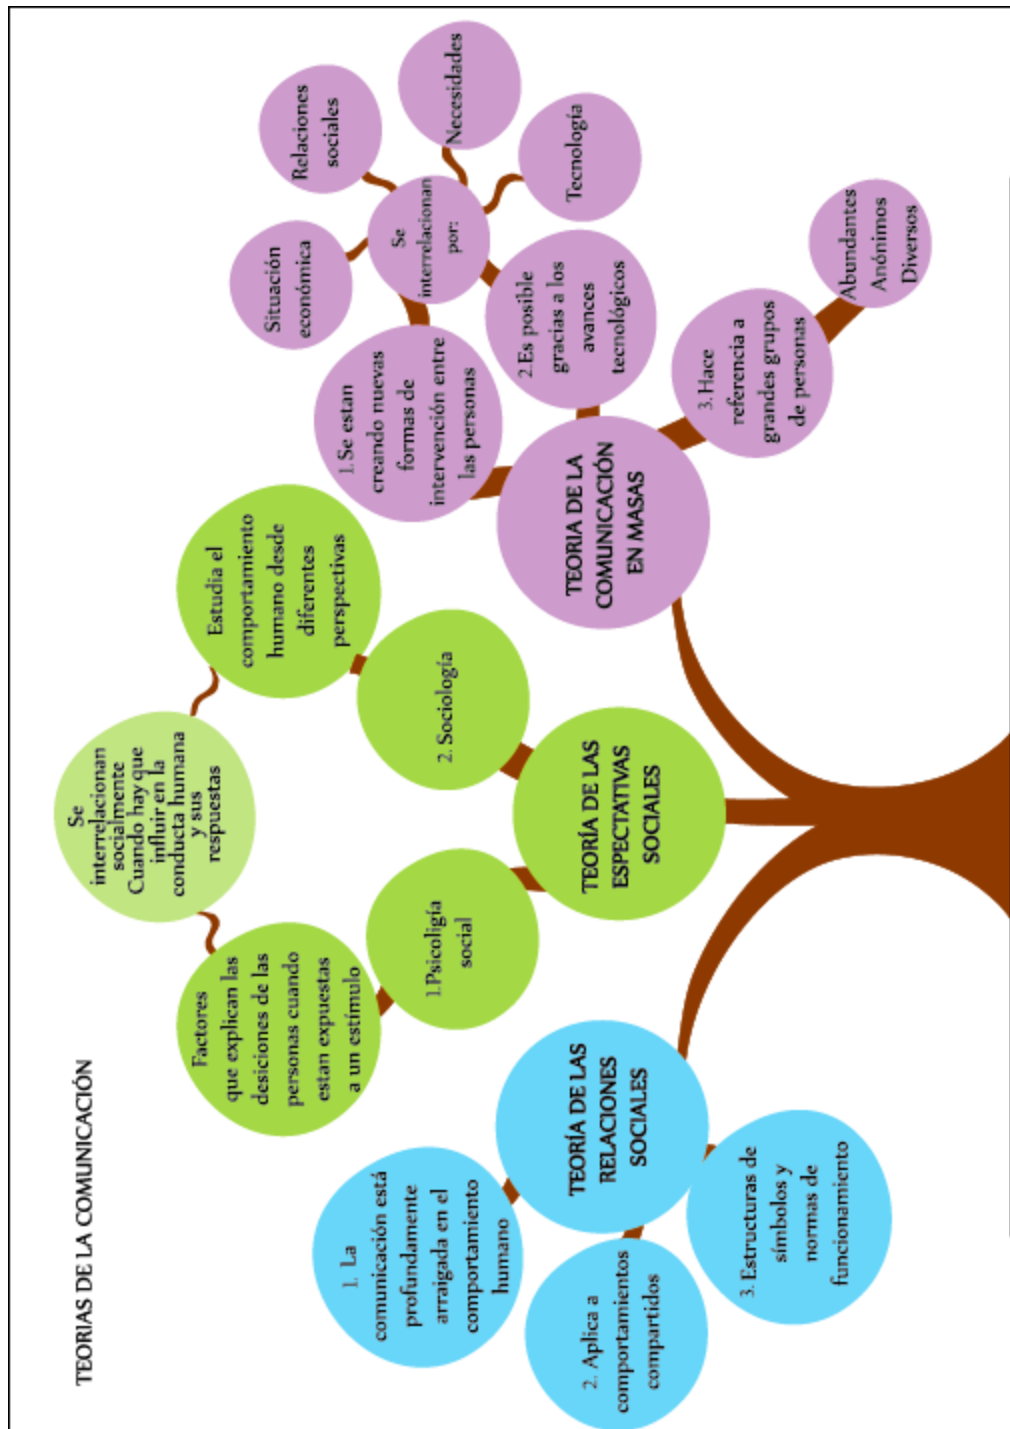 TEORIAS DE LA COMUNICACIÓN
1. La
comunicación está
profundamente
arraigada en el
comportamiento
humano
2. Aplica a
comportamientos
compartidos
3. Estructuras de
símbolos y
normas de
funcionamiento
TEORÍA DE LAS
RELACIONES
SOCIALES
Factores
que explican las
desiciones de las
personas cuando
estan expuestas
a un estímulo
1.Psicoligía
social
Se
interrelacionan
socialmente
Cuando hay que
influir en la
conducta humana
y sus
respuestas
TEORÍA DE LAS
ESPECTATIVAS
SOCIALES
2. Sociología
Estudia el
comportamiento
humano desde
diferentes
perspectivas
TEORIA DE LA
COMUNICACIÓN
EN MASAS
1. Se estan
creando nuevas
formas de
intervención entre
las personas
2. Es posible
gracias a los
avances
tecnológicos
Se
interrelacionan
por:
Situación
económica
Relaciones
sociales
Necesidades
Tecnología
3. Hace
referencia a
grandes grupos
de personas
Abundantes
Anónimos
Diversos